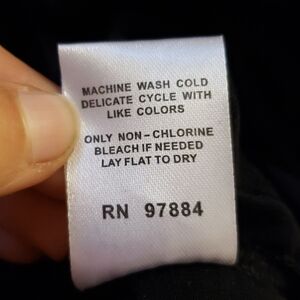 MACHINE WASH COLD
DELICATE CYCLE WITH
LIKE COLORS
ONLY NON-CHLORINE
BLEACH IF NEEDED
LAY FLAT TO DRY
RN 97884